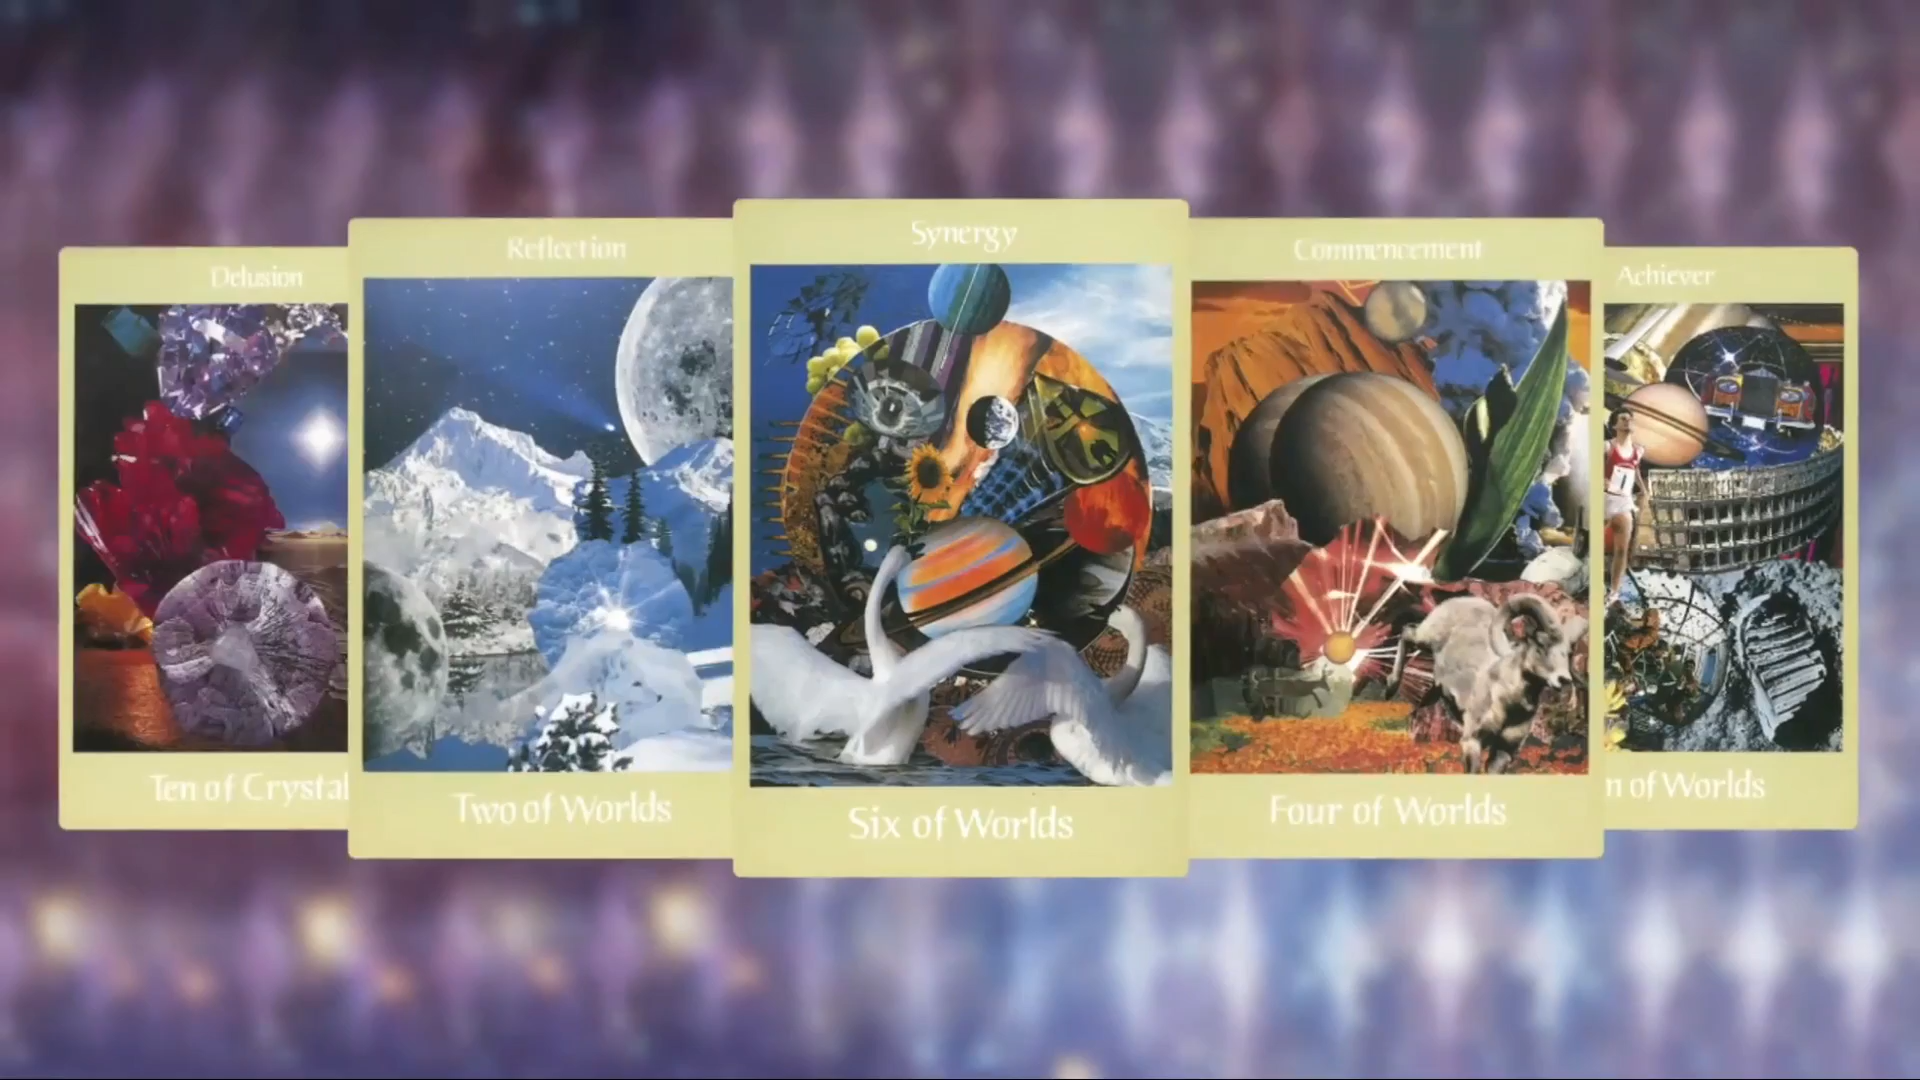 Delusion
Ten of Crystal
Reflection
Two of Worlds
Synergy
Six of Worlds
Commencement
Four of Worlds
Achiever
of Worlds
1